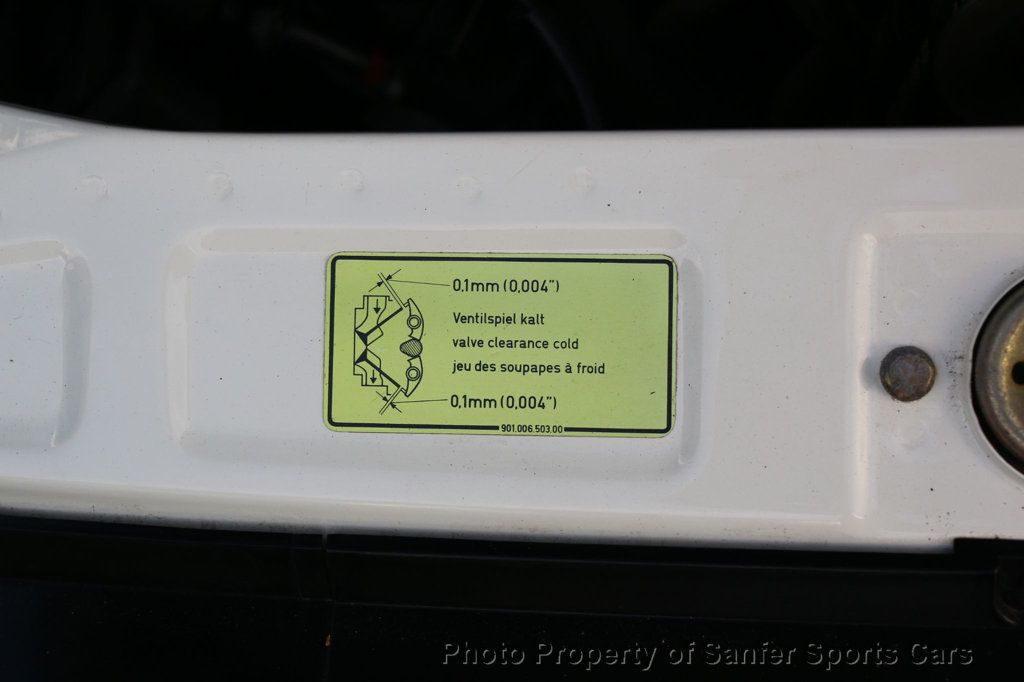 0,1mm (0,004")
Ventilspiel kalt
valve clearance cold
jeu des soupapes à froid
0,1mm (0,004")
901.006.503.00
Photo Property of Sanfer Sports Cars